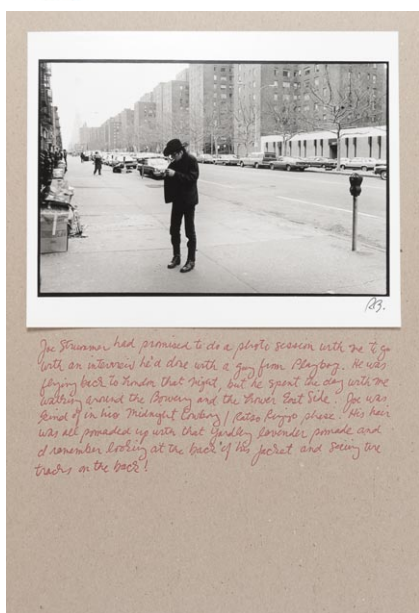 RB.
Joe Strummer had promised to do a photo session with me to go
with an interview he'd done with a guy from Playboy. He was
flying back to London that night, but he spent the day with me
walking around the Bowery and the Lower East Side. Joe was
kind of in his Midnight Cowboy / Ratso Rizzo phase. His hair
was all pomaded up with that Yardley lavender pomade and
I remember looking at the back of his jacket and seeing tire
tracks on the back!